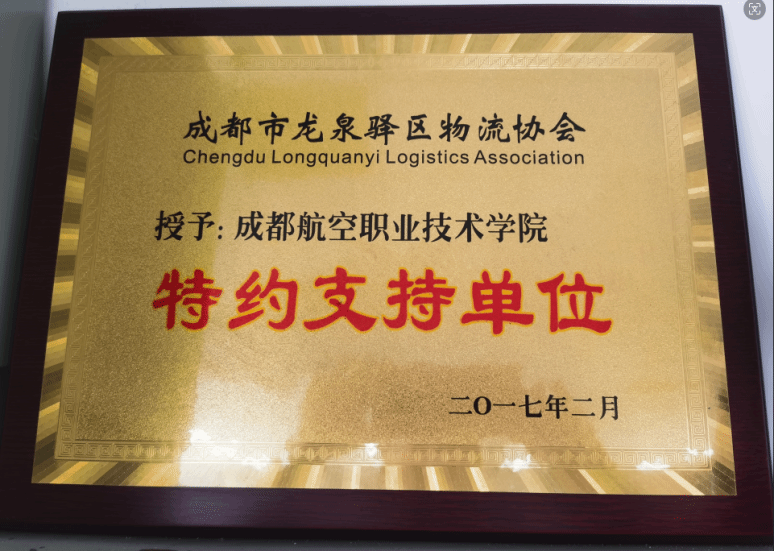 成都市龙泉驿区物流协会
Chengdu Longquanyi Logistics Association
授予:成都航空职业技术学院
特约支持单位
二O一七年二月